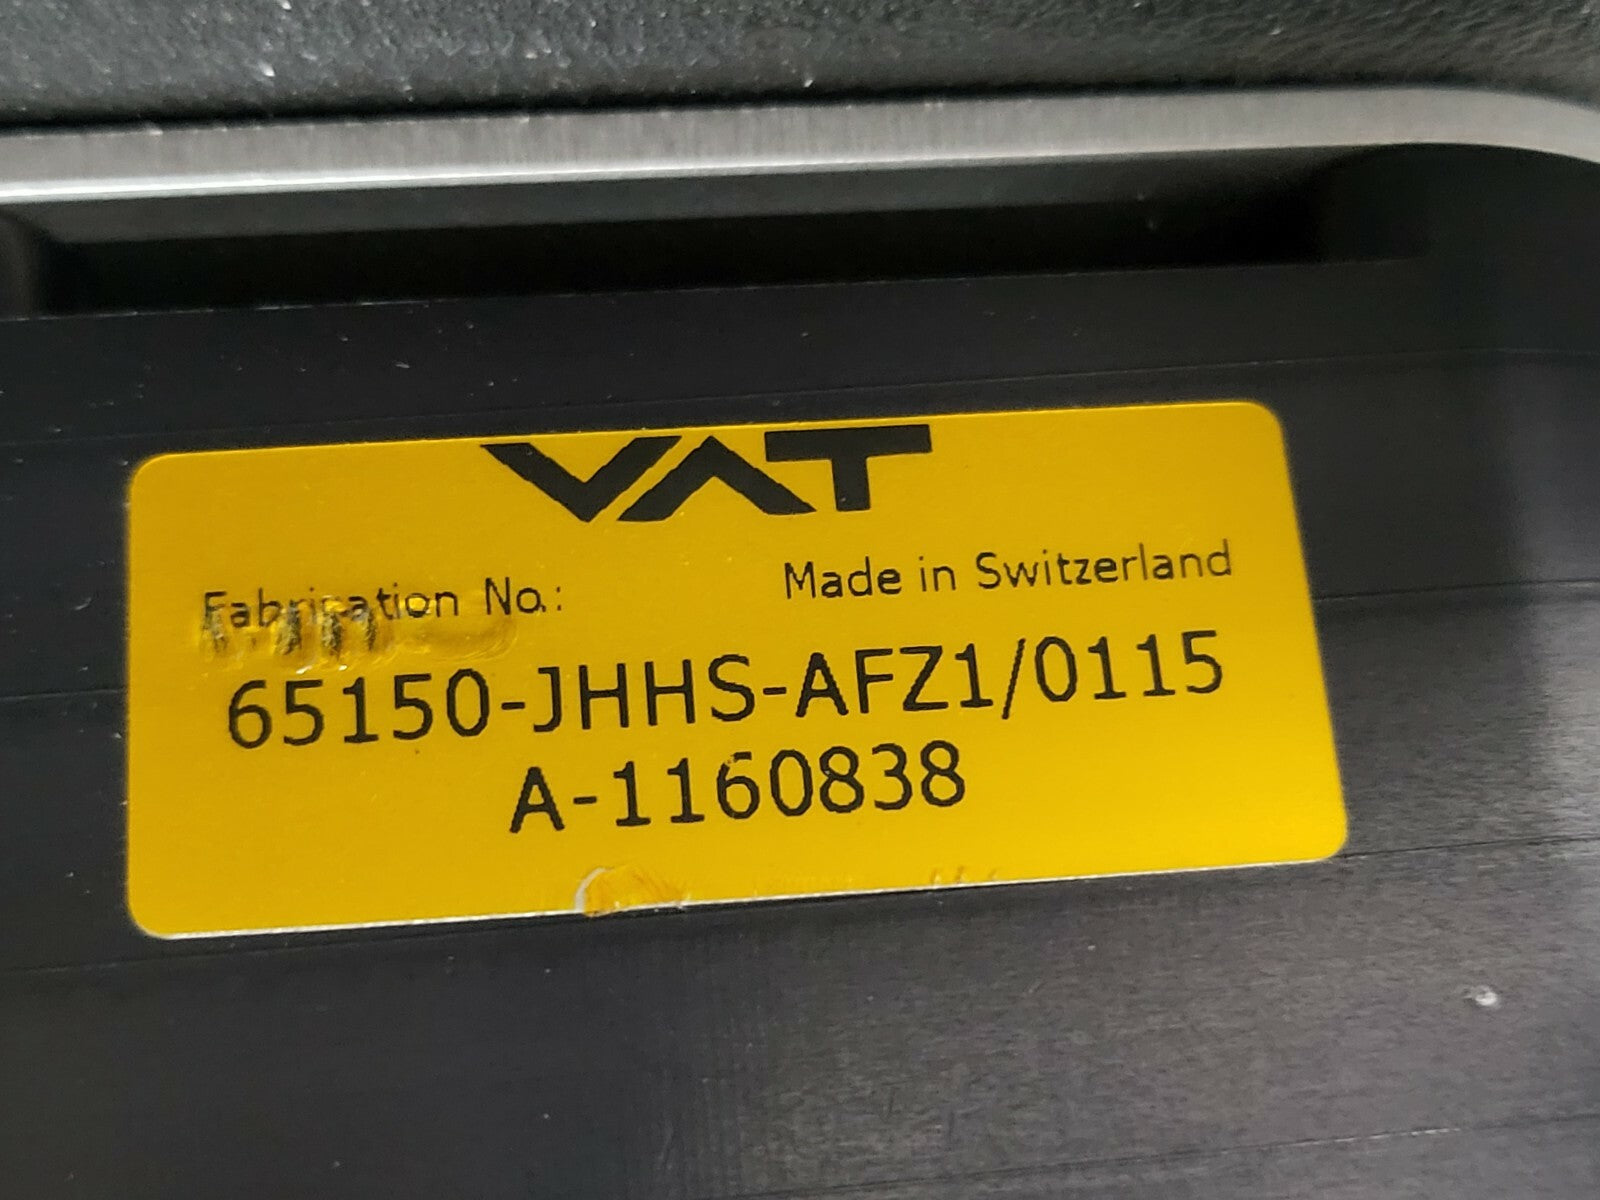 VAT
Fabrication No.: Made in Switzerland
65150-JHHS-AFZ1/0115
A-1160838